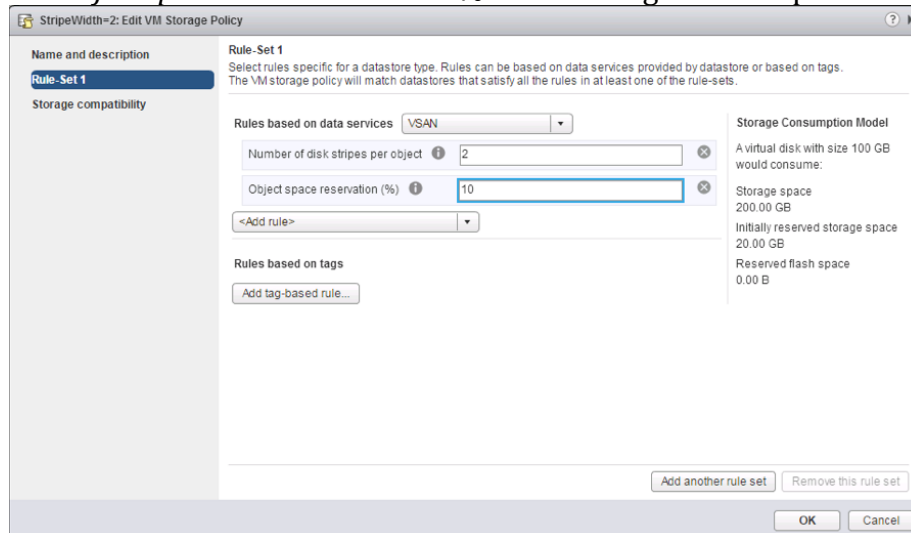 StripeWidth=2: Edit VM Storage Policy
?
Name and description
Rule-Set 1
Storage compatibility
Rule-Set 1
Select rules specific for a datastore type. Rules can be based on data services provided by datastore or based on tags.
The VM storage policy will match datastores that satisfy all the rules in at least one of the rule-sets.
Rules based on data services VSAN
Number of disk stripes per object 2
Object space reservation (%) 10
<Add rule>
Rules based on tags
Add tag-based rule...
Storage Consumption Model
A virtual disk with size 100 GB
would consume:
Storage space
200.00 GB
Initially reserved storage space
20.00 GB
Reserved flash space
0.00 B
Add another rule set Remove this rule set
OK Cancel